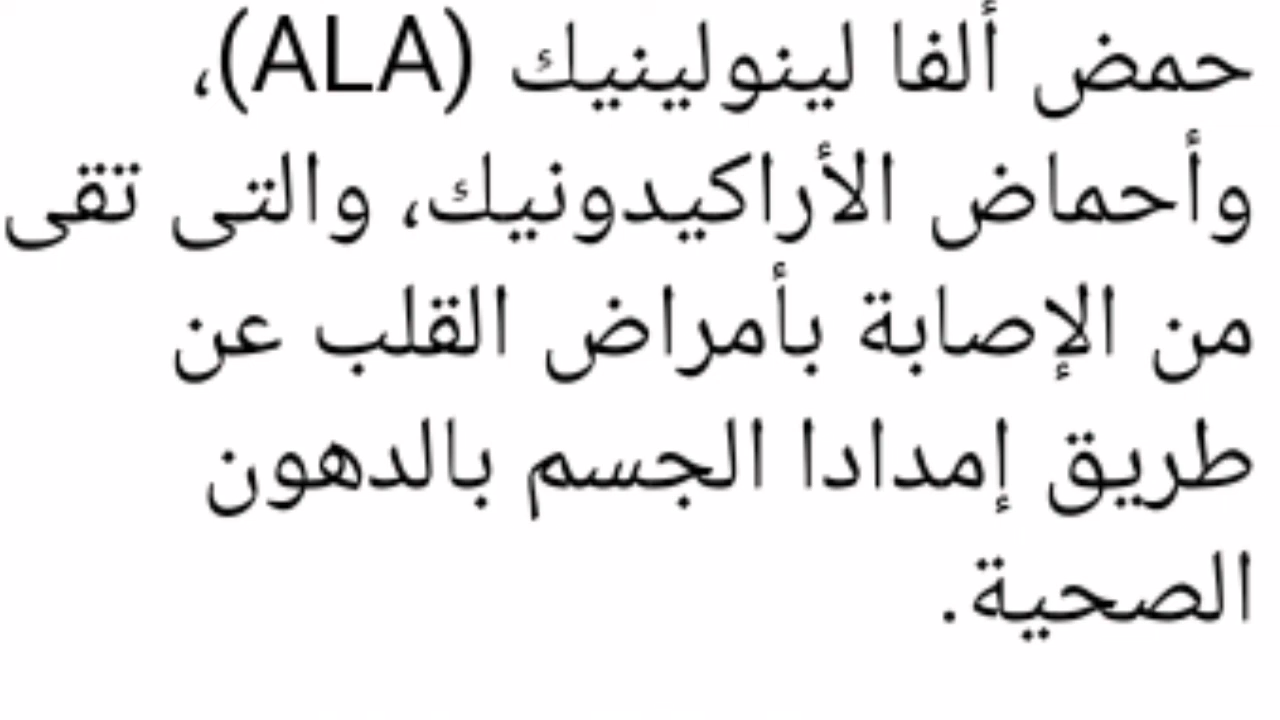 حمض ألفا لينولينيك (ALA)،
وأحماض الأراكيدونيك، والتى تقى
من الإصابة بأمراض القلب عن
طريق إمدادا الجسم بالدهون
الصحية.